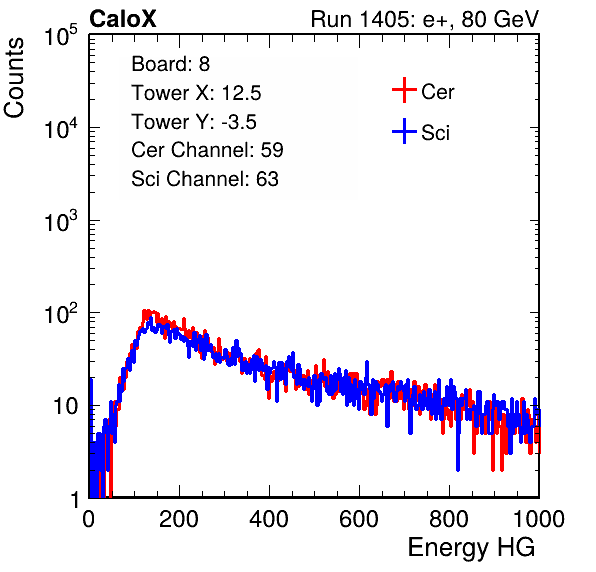 CaloX Run 1405: e+, 80 GeV
Counts
Board: 8
Tower X: 12.5
Tower Y: -3.5
Cer Channel: 59
Sci Channel: 63
Cer
Sci
10^5
10^4
10^3
10^2
10
1
0 200 400 600 800 1000
Energy HG